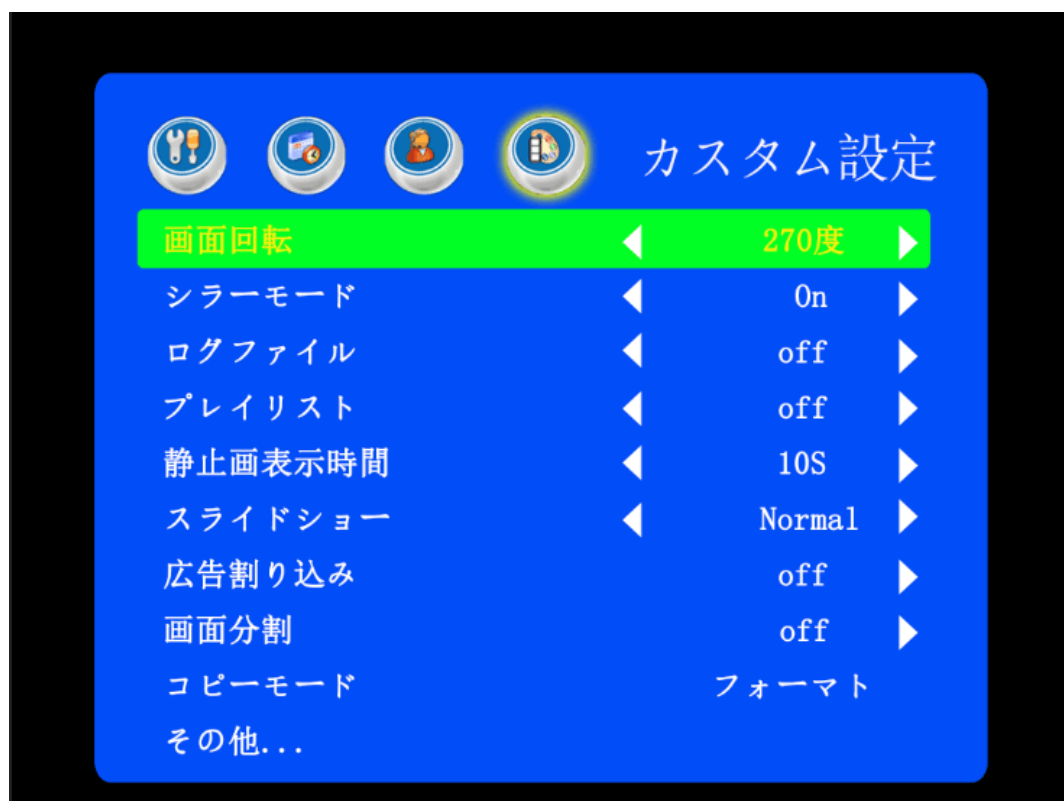 カスタム設定
画面回転 270度
シラーモード On
ログファイル off
プレイリスト off
静止画表示時間 10S
スライドショー Normal
広告割り込み off
画面分割 off
コピーモード フォーマト
その他...